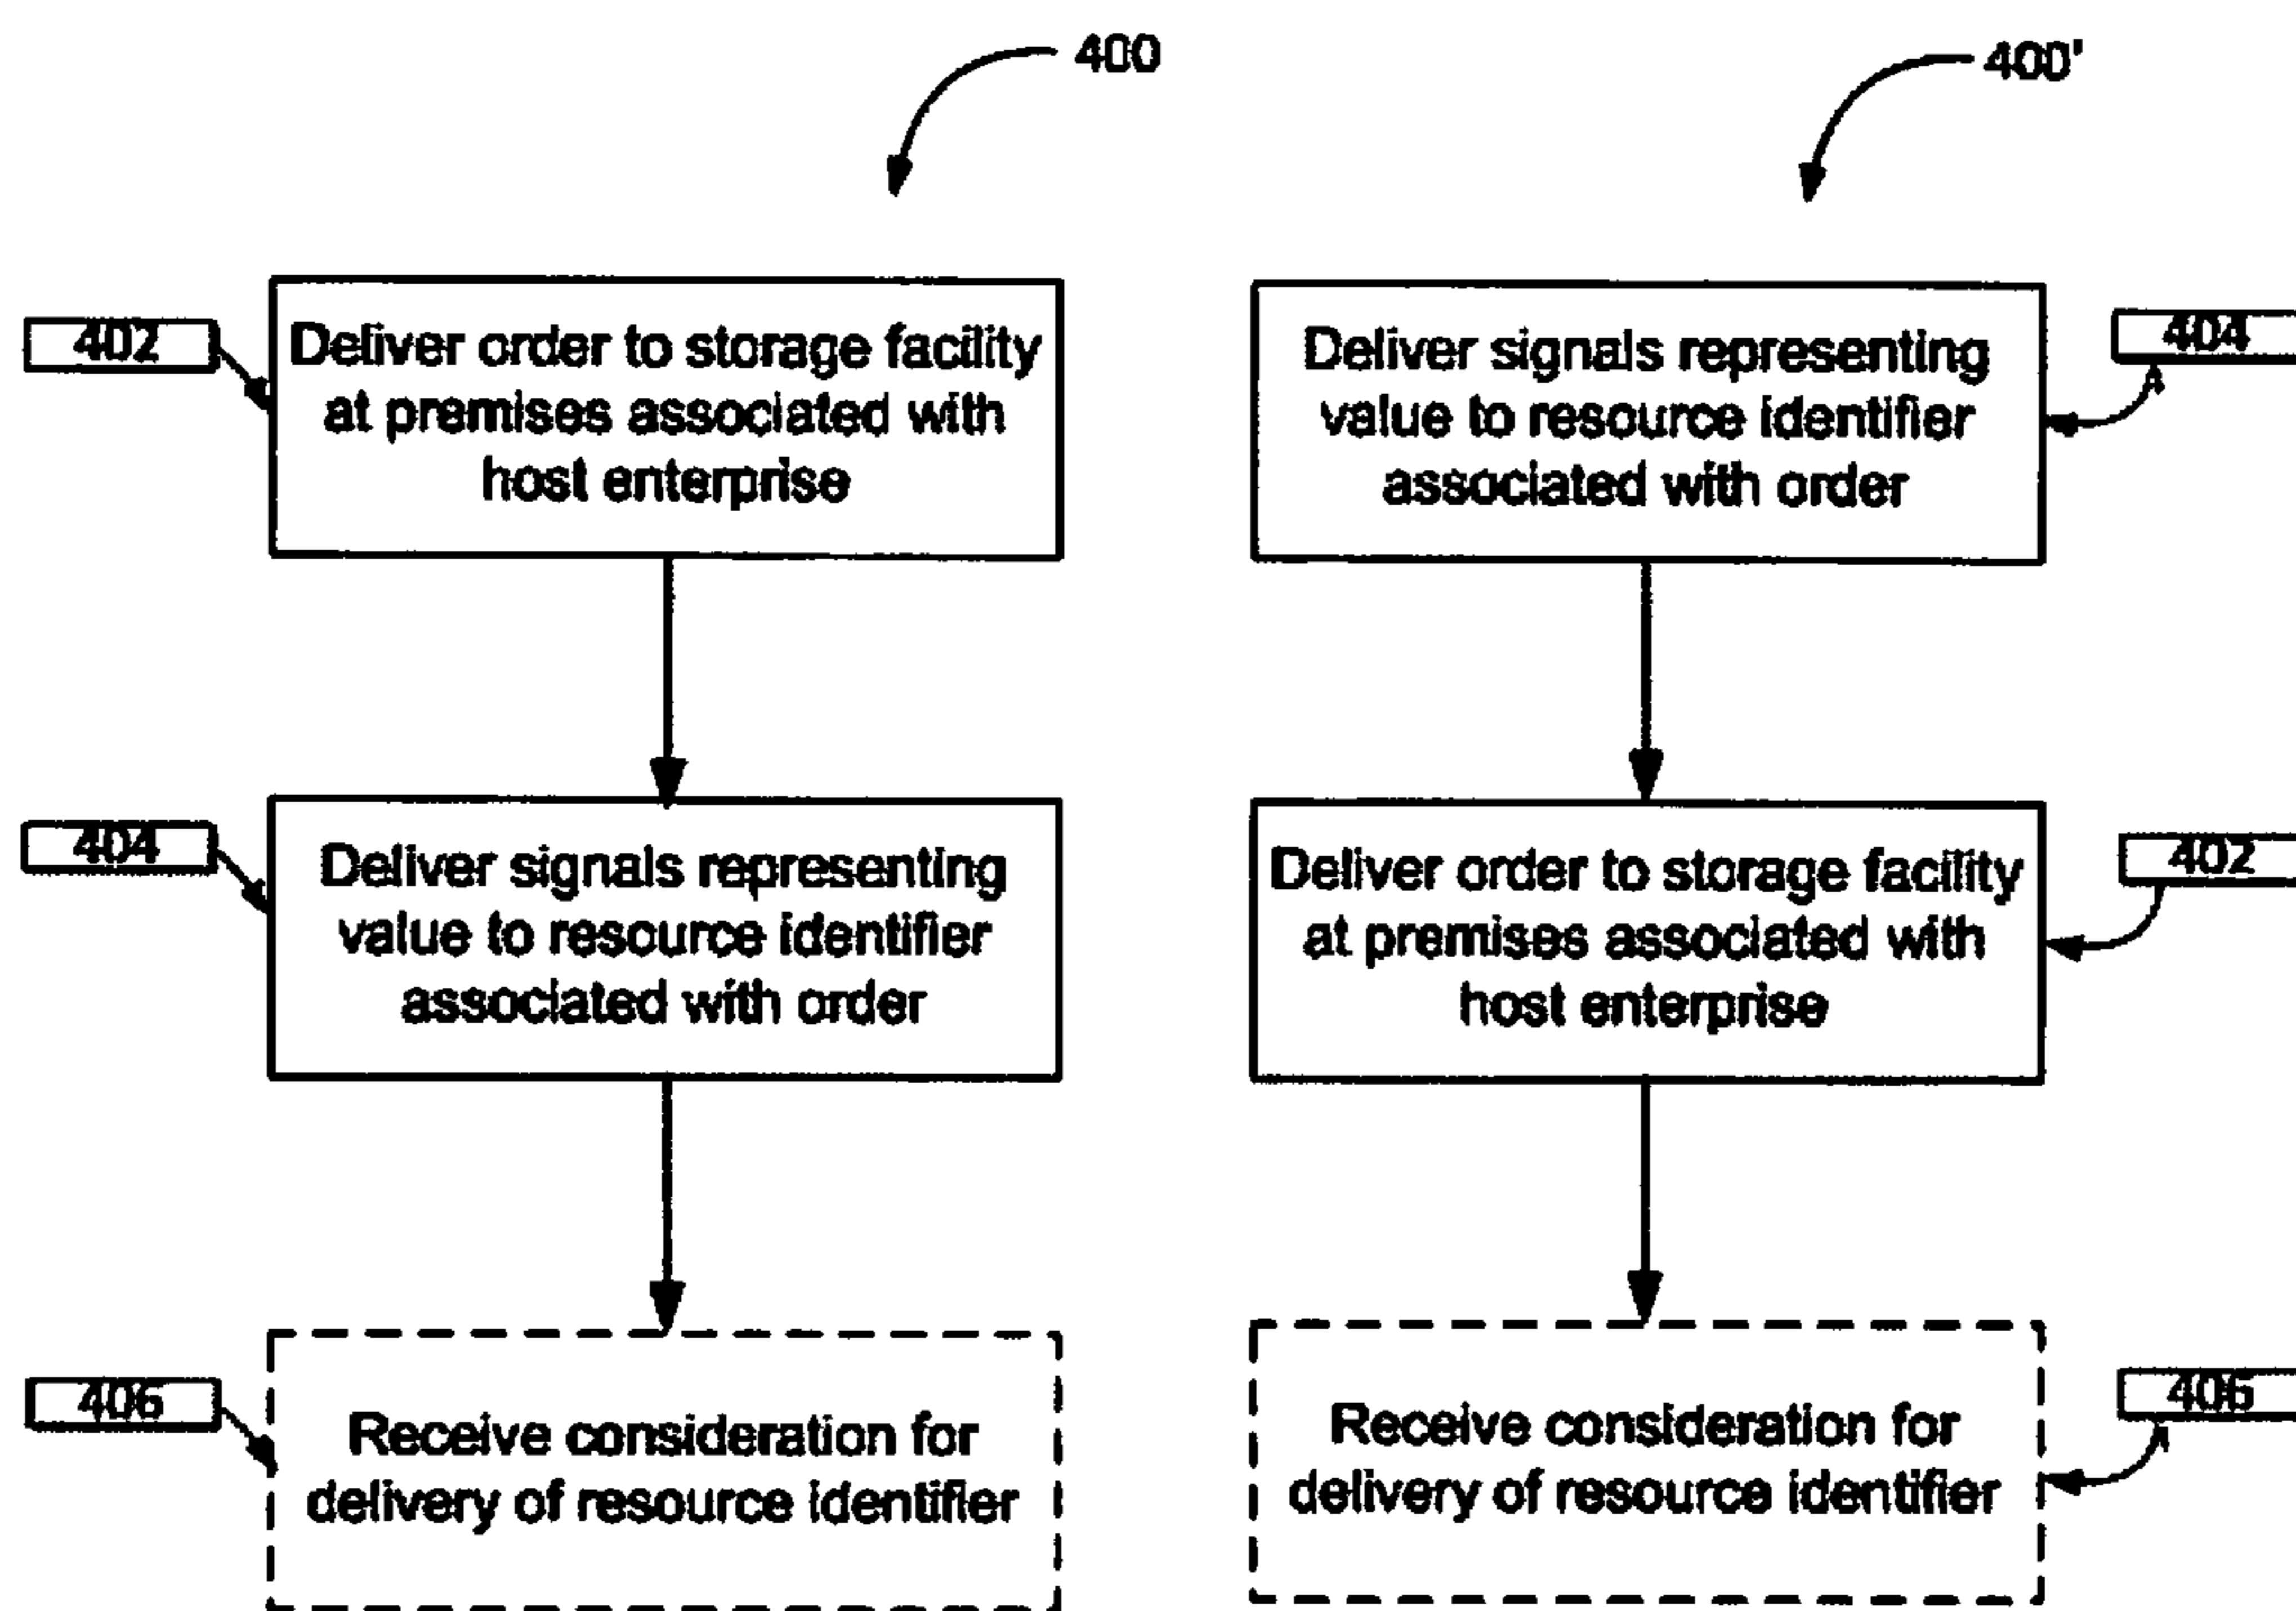 400
402
Deliver order to storage facility
at premises associated with
host enterprise
404
Deliver signals representing
value to resource identifier
associated with order
406
Receive consideration for
delivery of resource identifier
400'
Deliver signals representing
value to resource identifier
associated with order
404
Deliver order to storage facility
at premises associated with
host enterprise
402
Receive consideration for
delivery of resource identifier
406